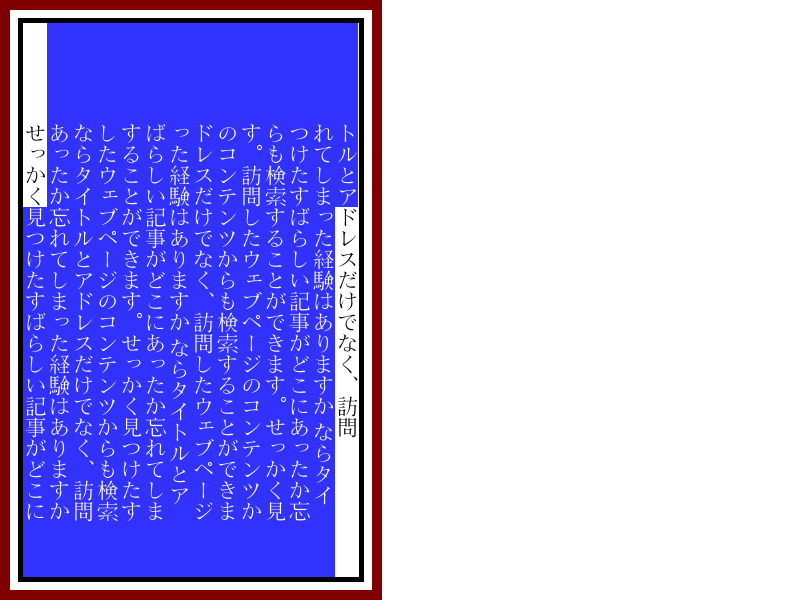 せっかく見つけたすばらしい記事がどこに
あったか忘れてしまった経験はありますか
ならタイトルとアドレスだけでなく、訪問
したウェブページのコンテンツからも検索
することができます。せっかく見つけたす
ばらしい記事がどこにあったか忘れてしま
った経験はありますか ならタイトルとア
ドレスだけでなく、訪問したウェブページ
のコンテンツからも検索することができま
す。訪問したウェブページのコンテンツか
らも検索することができます。せっかく見
つけたすばらしい記事がどこにあったか忘
れてしまった経験はありますか ならタイ
トルとアドレスだけでなく、訪問